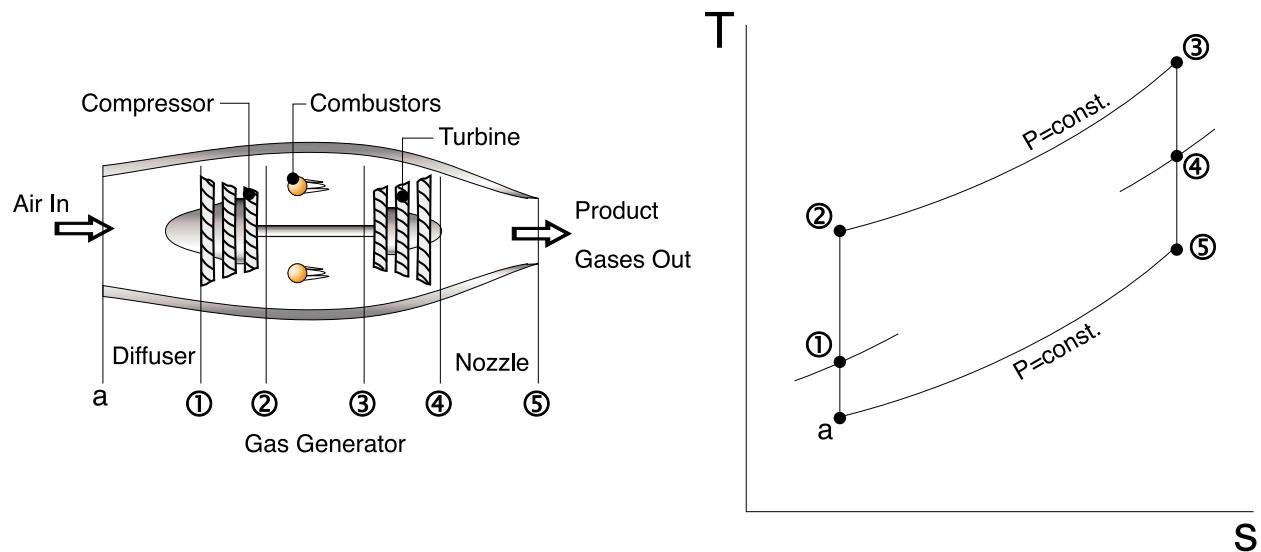 Compressor
Combustors
Turbine
Air In
Product
Gases Out
Diffuser
Nozzle
a
①
②
③
④
⑤
Gas Generator
T
③
P=const.
④
②
⑤
①
P=const.
a
S